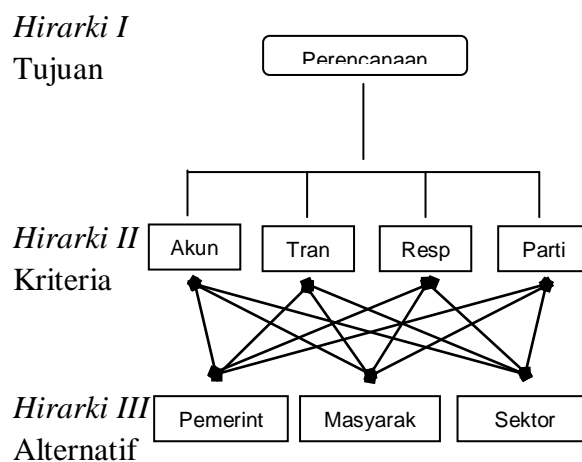 Hirarki I
Tujuan
Perencanaan
Hirarki II
Kriteria
Akun
Tran
Resp
Parti
Hirarki III
Alternatif
Pemerint
Masyarak
Sektor